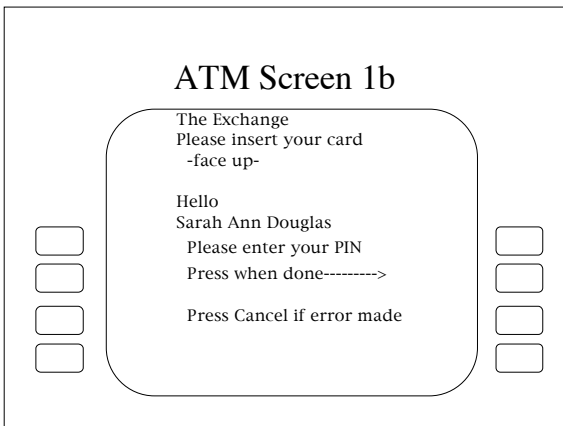 ATM Screen 1b
The Exchange
Please insert your card
-face up-
Hello
Sarah Ann Douglas
Please enter your PIN
Press when done--------->
Press Cancel if error made